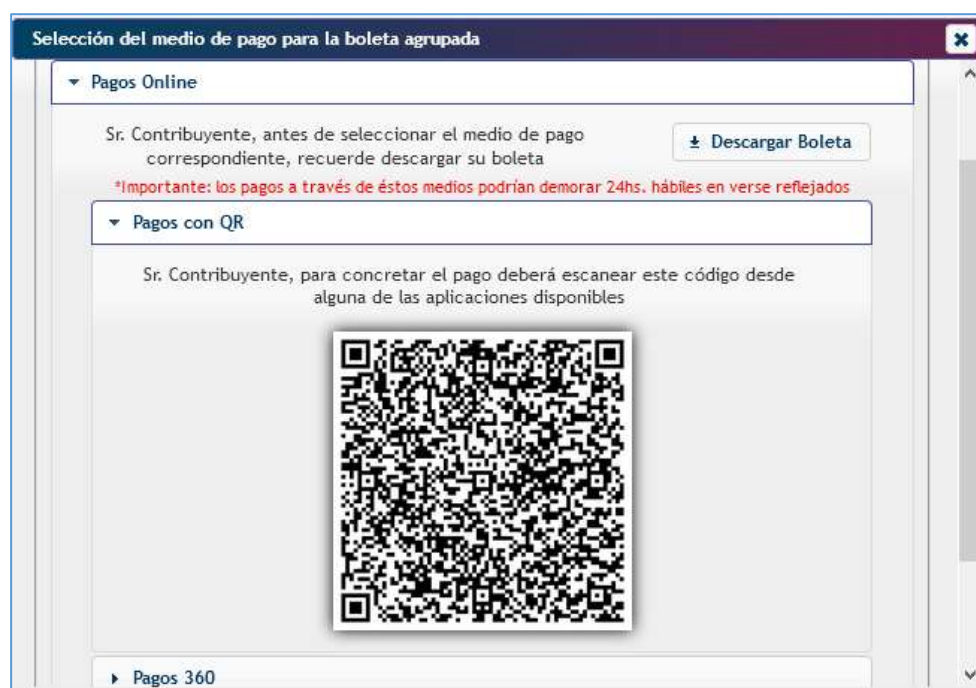 Selección del medio de pago para la boleta agrupada
Pagos Online
Sr. Contribuyente, antes de seleccionar el medio de pago
correspondiente, recuerde descargar su boleta
Descargar Boleta
*Importante: los pagos a través de éstos medios podrían demorar 24hs. hábiles en verse reflejados
Pagos con QR
Sr. Contribuyente, para concretar el pago deberá escanear este código desde
alguna de las aplicaciones disponibles
Pagos 360